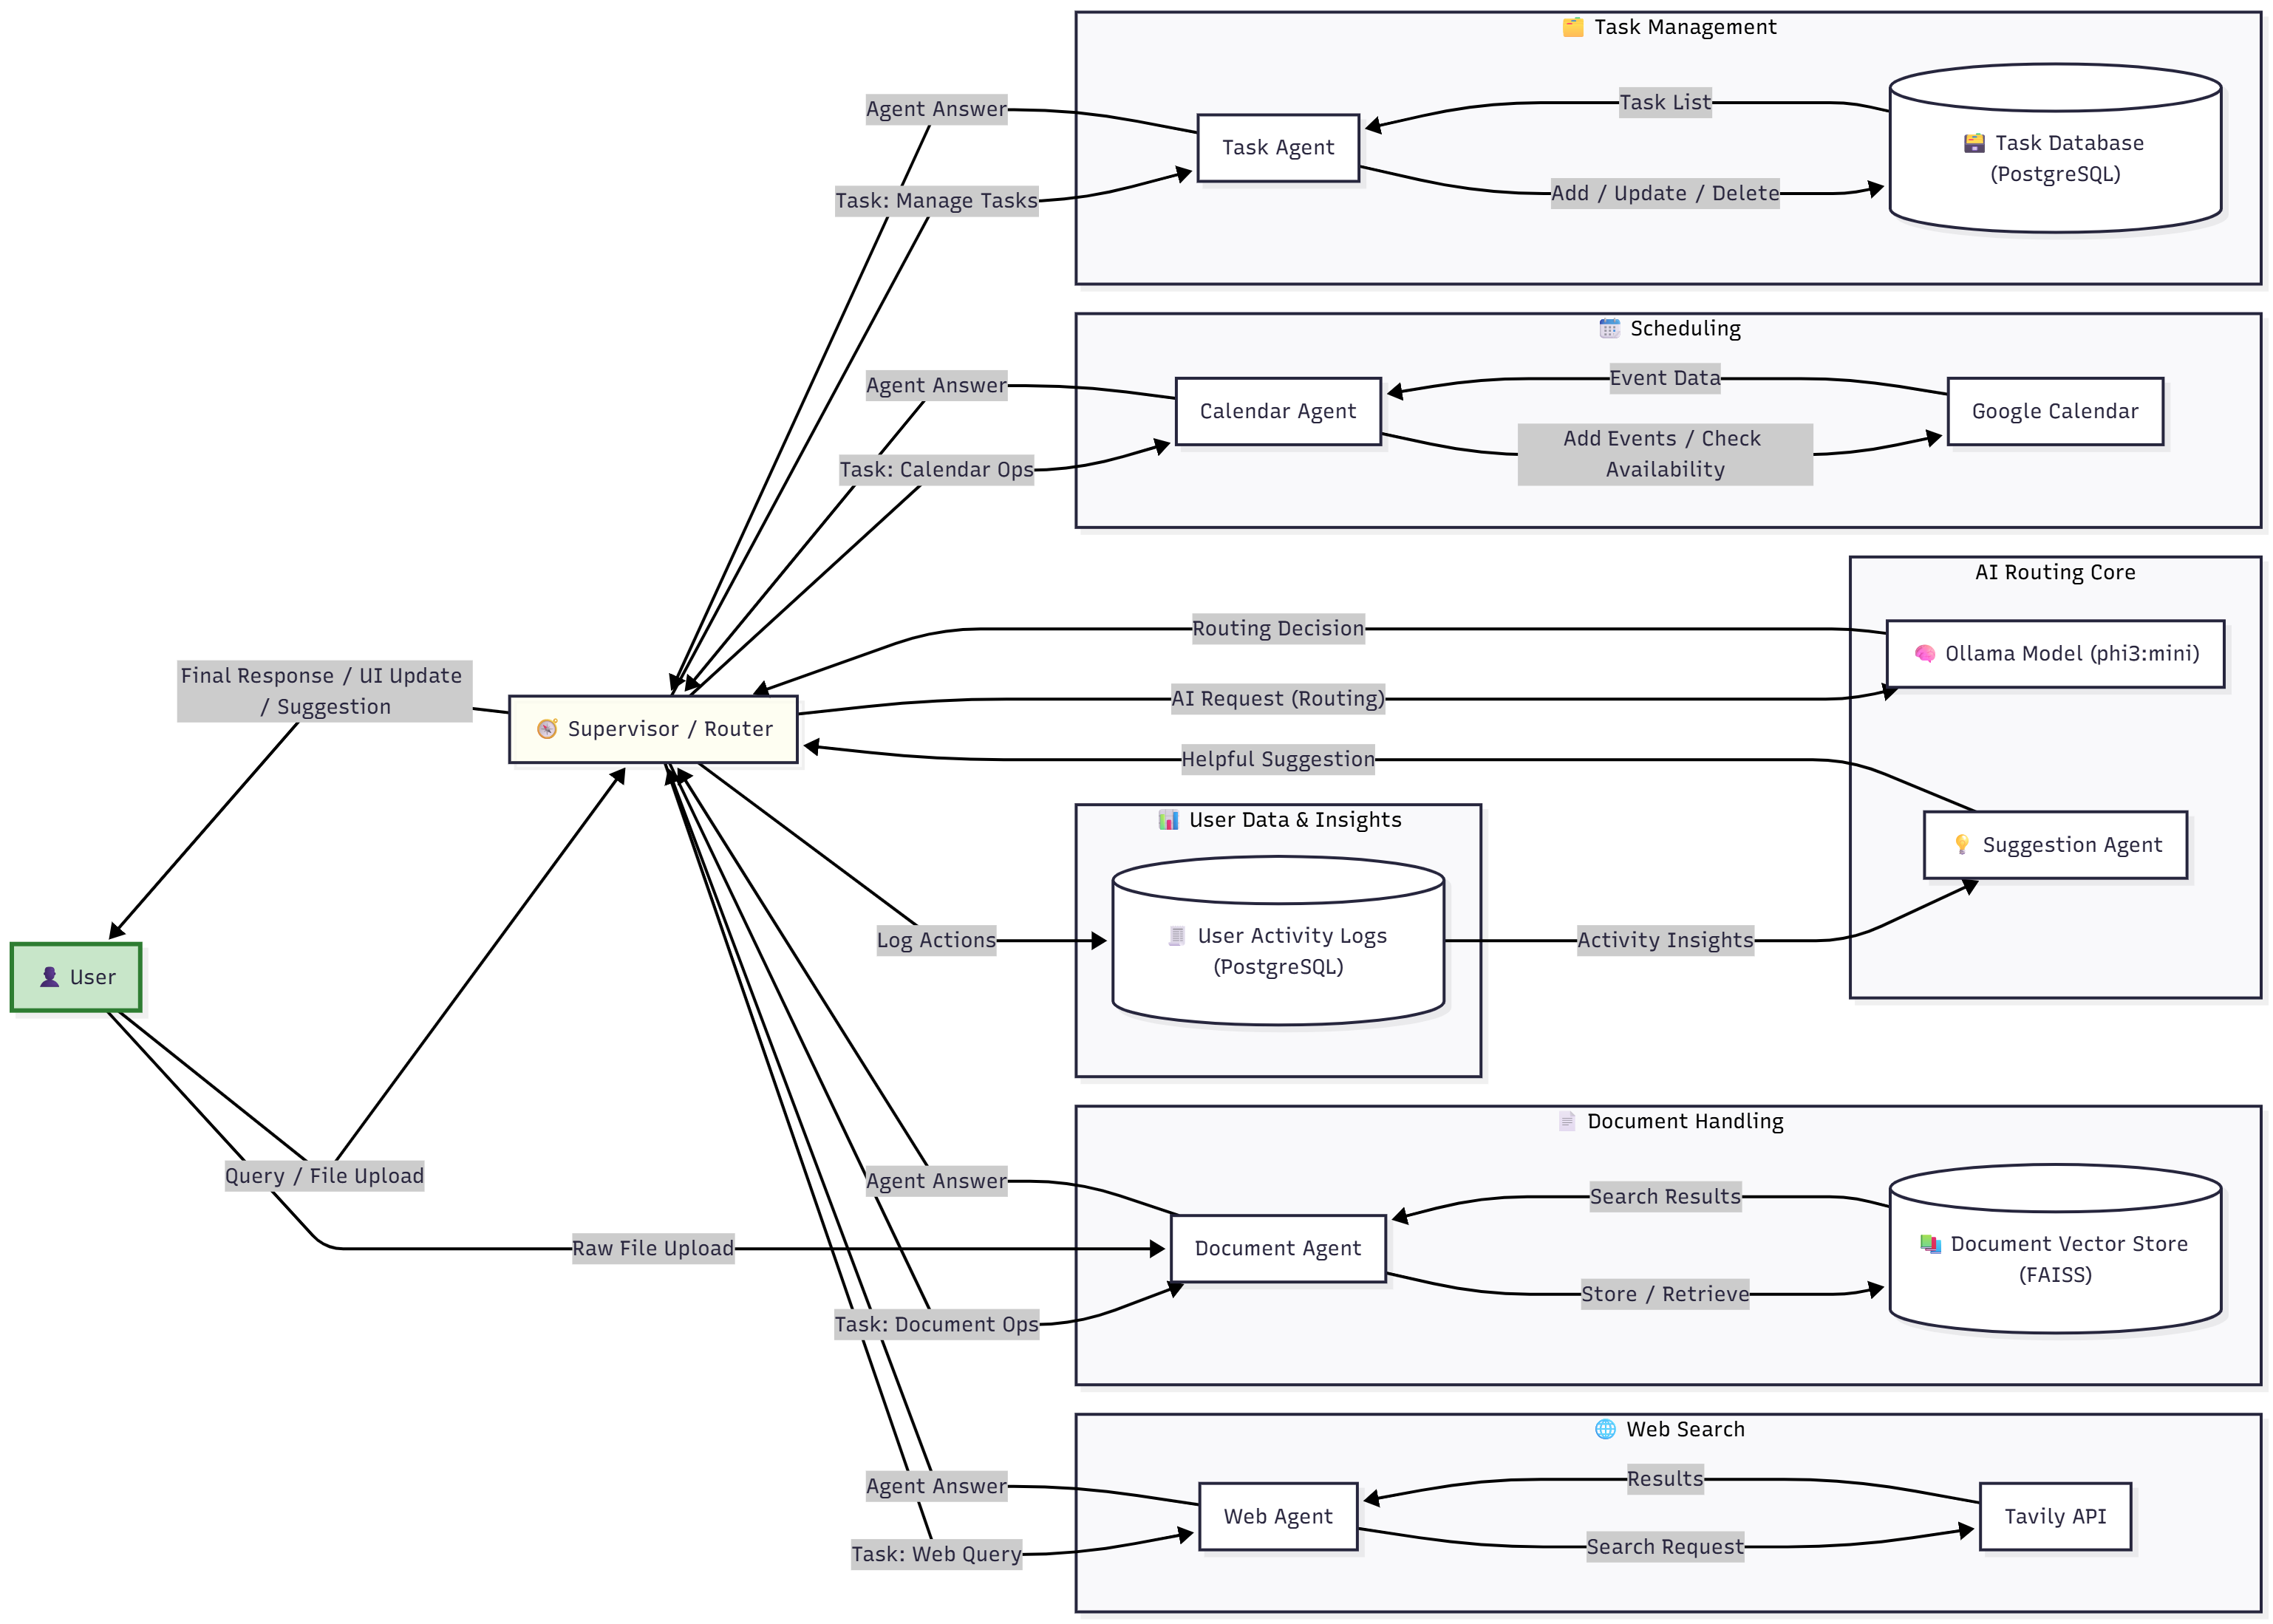 Task Management
Agent Answer
Task List
Task Agent
Task Database
(PostgreSQL)
Task: Manage Tasks
Add / Update / Delete
Scheduling
Agent Answer
Event Data
Calendar Agent
Google Calendar
Add Events / Check
Availability
Task: Calendar Ops
AI Routing Core
Routing Decision
Ollama Model (phi3:mini)
Final Response / UI Update
/ Suggestion
AI Request (Routing)
Supervisor / Router
Helpful Suggestion
User Data & Insights
Suggestion Agent
Log Actions
User Activity Logs
(PostgreSQL)
Activity Insights
User
Document Handling
Query / File Upload
Agent Answer
Search Results
Raw File Upload
Document Agent
Document Vector Store
(FAISS)
Store / Retrieve
Task: Document Ops
Web Search
Agent Answer
Results
Web Agent
Tavily API
Search Request
Task: Web Query